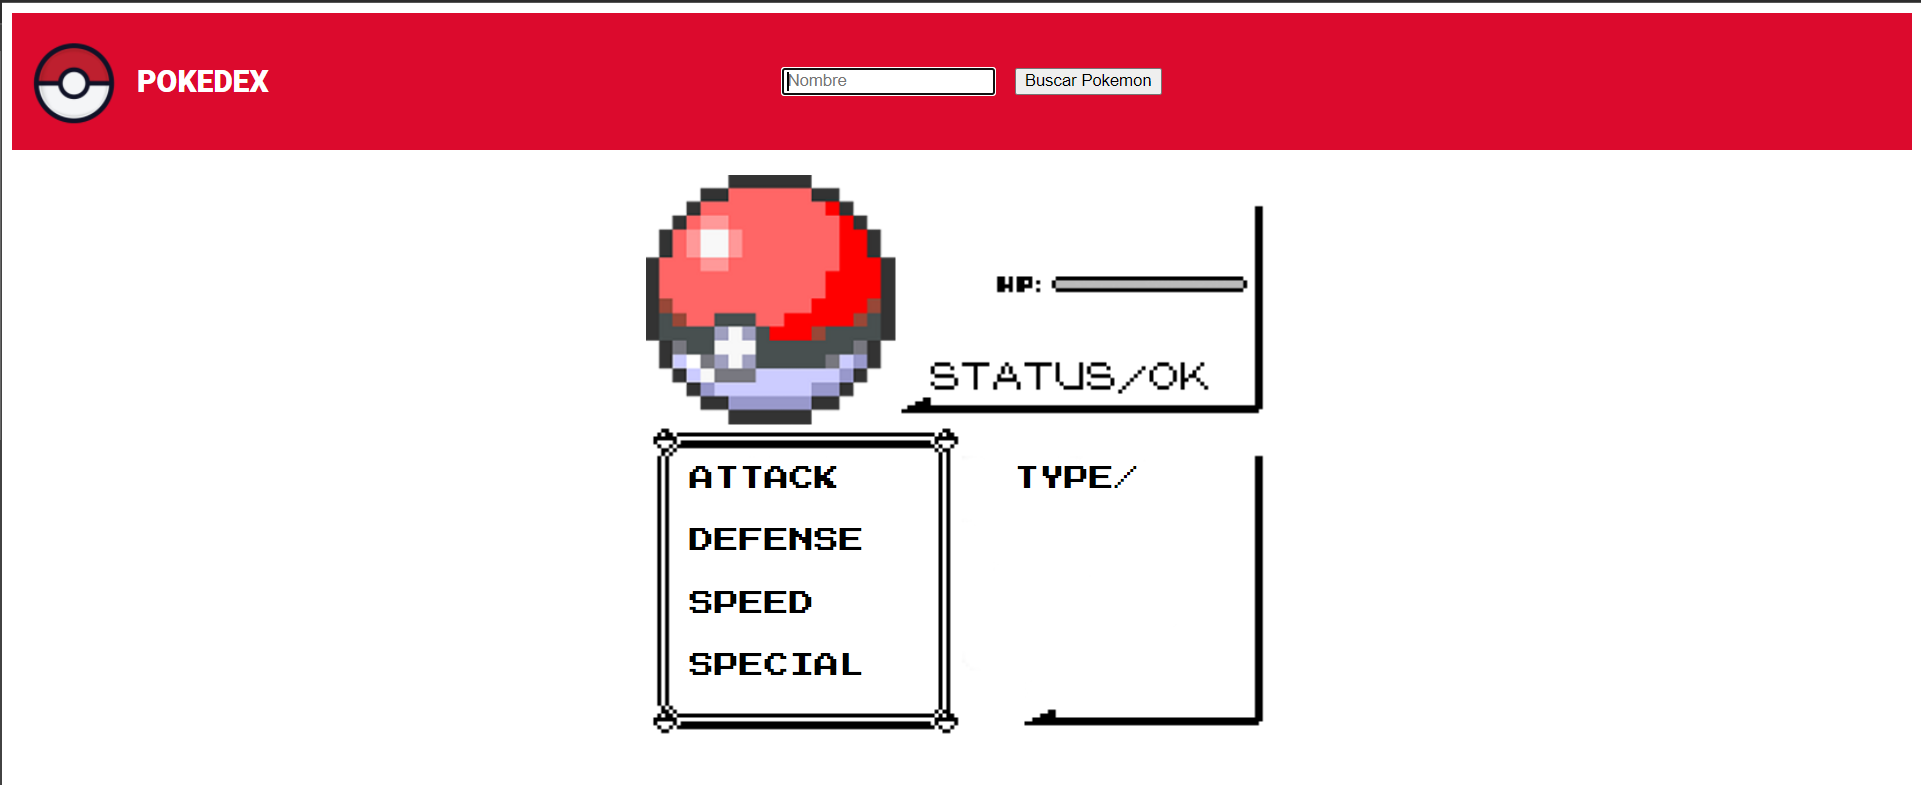 POKEDEX
Nombre
Buscar Pokemon
HP:
STATUS/OK
ATTACK
DEFENSE
SPEED
SPECIAL
TYPE/